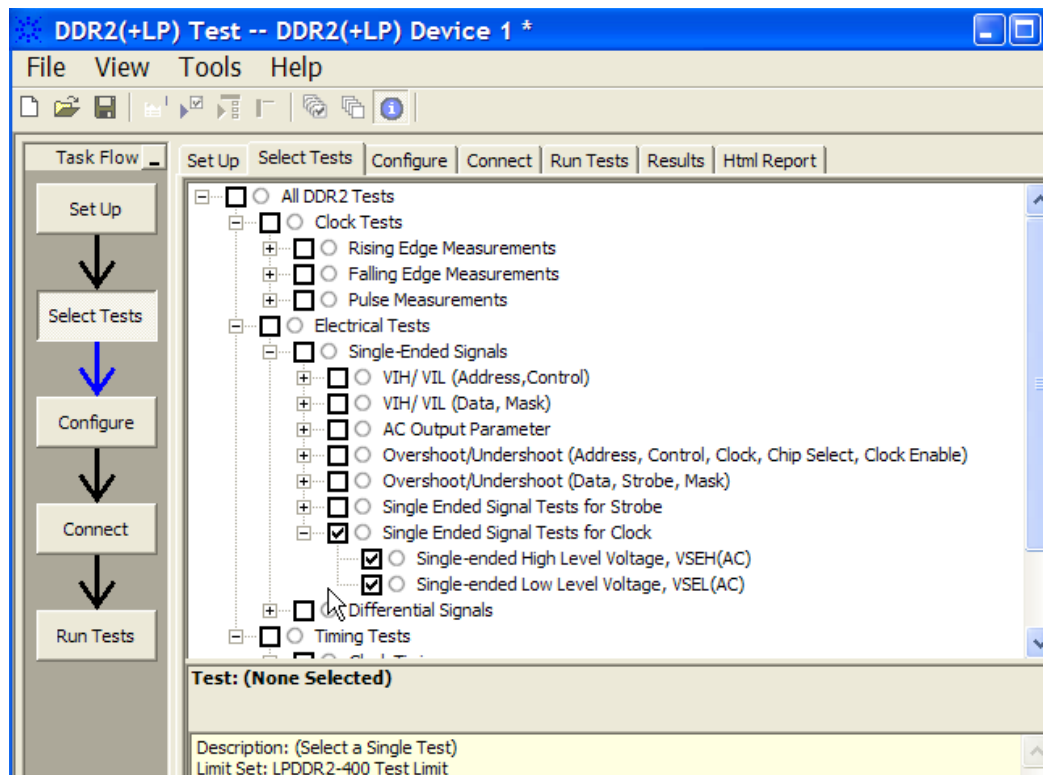 DDR2(+LP) Test -- DDR2(+LP) Device 1 *
File View Tools Help
Task Flow
Set Up
Select Tests
Configure
Connect
Run Tests
Set Up Select Tests Configure Connect Run Tests Results Html Report
All DDR2 Tests
Clock Tests
Rising Edge Measurements
Falling Edge Measurements
Pulse Measurements
Electrical Tests
Single-Ended Signals
VIH/ VIL (Address,Control)
VIH/ VIL (Data, Mask)
AC Output Parameter
Overshoot/Undershoot (Address, Control, Clock, Chip Select, Clock Enable)
Overshoot/Undershoot (Data, Strobe, Mask)
Single Ended Signal Tests for Strobe
Single Ended Signal Tests for Clock
Single-ended High Level Voltage, VSEH(AC)
Single-ended Low Level Voltage, VSEL(AC)
Differential Signals
Timing Tests
Test: (None Selected)
Description: (Select a Single Test)
Limit Set: LPDDR2-400 Test Limit